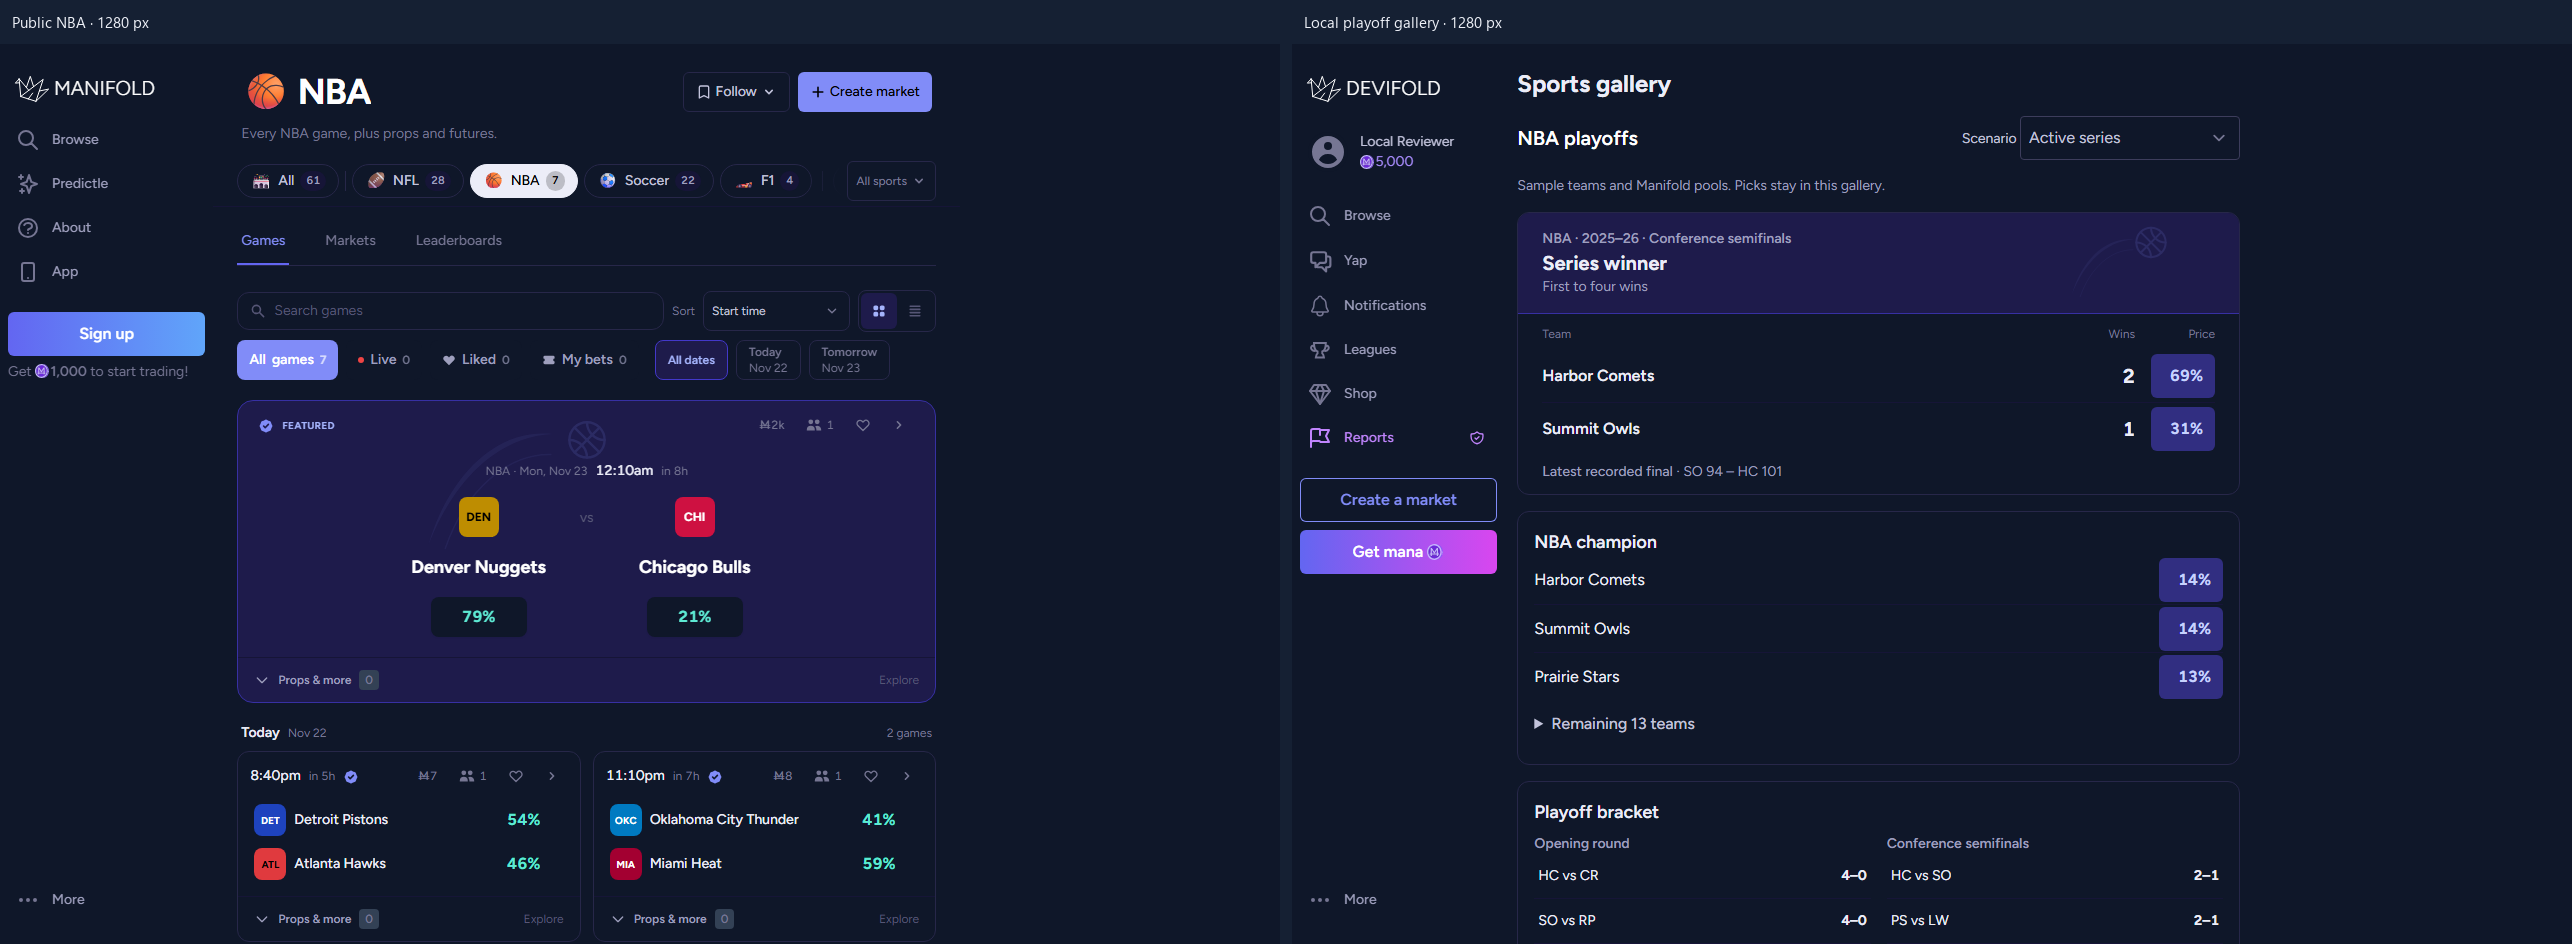 Public NBA · 1280 px
MANIFOLD
Browse
Predictle
About
App
Sign up
Get M1,000 to start trading!
More
NBA
Follow
+ Create market
Every NBA game, plus props and futures.
All 61
NFL 28
NBA 7
Soccer 22
F1 4
All sports
Games
Markets
Leaderboards
Search games
Sort
Start time
All games 7
Live 0
Liked 0
My bets 0
All dates
Today
Nov 22
Tomorrow
Nov 23
FEATURED
M2k
1
NBA · Mon, Nov 23 12:10am in 8h
DEN
vs
CHI
Denver Nuggets
Chicago Bulls
79%
21%
Props & more 0
Explore
Today Nov 22
2 games
8:40pm in 5h
M7
1
DET Detroit Pistons 54%
ATL Atlanta Hawks 46%
Props & more 0
Explore
11:10pm in 7h
M8
1
OKC Oklahoma City Thunder 41%
MIA Miami Heat 59%
Props & more 0
Explore
Local playoff gallery · 1280 px
DEVIFOLD
Local Reviewer
M5,000
Browse
Yap
Notifications
Leagues
Shop
Reports
Create a market
Get mana M
More
Sports gallery
NBA playoffs
Scenario
Active series
Sample teams and Manifold pools. Picks stay in this gallery.
NBA · 2025–26 · Conference semifinals
Series winner
First to four wins
Team Wins Price
Harbor Comets 2 69%
Summit Owls 1 31%
Latest recorded final · SO 94 – HC 101
NBA champion
Harbor Comets 14%
Summit Owls 14%
Prairie Stars 13%
Remaining 13 teams
Playoff bracket
Opening round
Conference semifinals
HC vs CR 4–0
HC vs SO 2–1
SO vs RP 4–0
PS vs LW 2–1